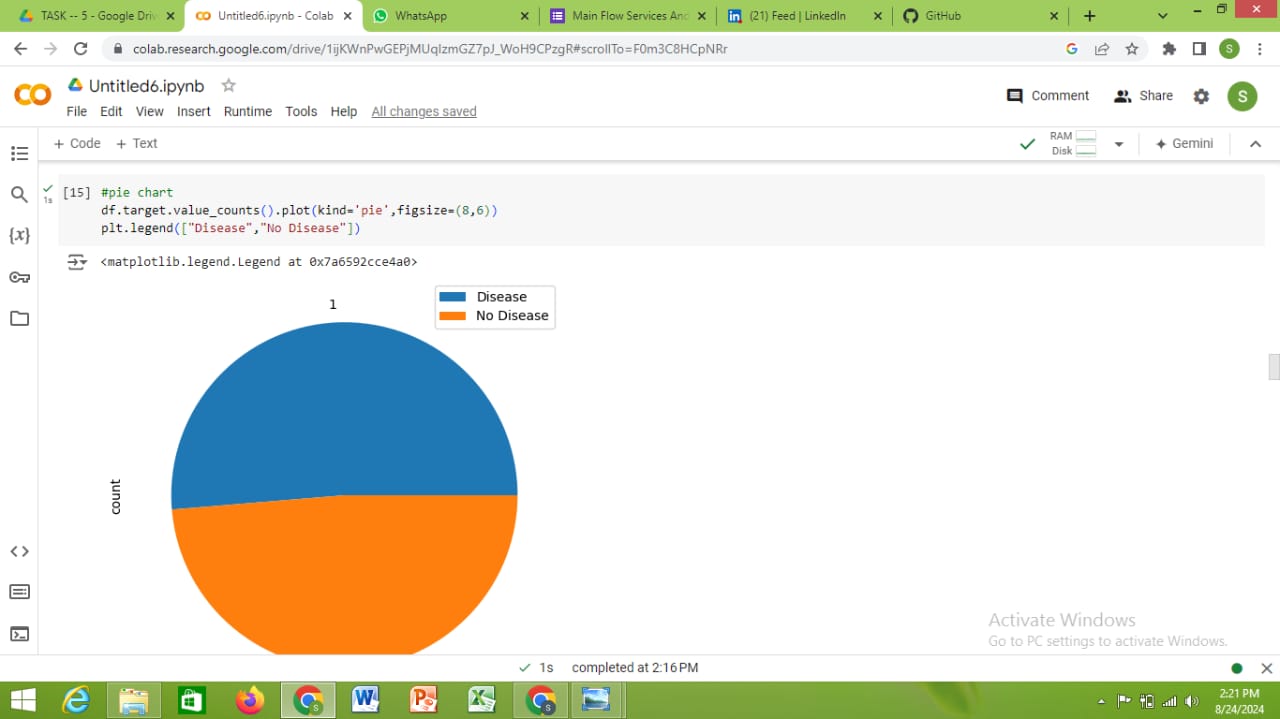 TASK -- 5 - Google Driv
Untitled6.ipynb - Colab
WhatsApp
Main Flow Services And
(21) Feed | LinkedIn
GitHub
colab.research.google.com/drive/1ijKWnPwGEPjMUqIzmGZ7pJ_WoH9CPzgR#scrollTo=F0m3C8HCpNRr
S
Untitled6.ipynb
File Edit View Insert Runtime Tools Help All changes saved
Comment
Share
S
+ Code + Text
RAM
Disk
Gemini
[15] #pie chart
1s
df.target.value_counts().plot(kind='pie',figsize=(8,6))
plt.legend(["Disease","No Disease"])
<matplotlib.legend.Legend at 0x7a6592cce4a0>
1
Disease
No Disease
count
{x}
Activate Windows
Go to PC settings to activate Windows.
1s completed at 2:16 PM
2:21 PM
8/24/2024